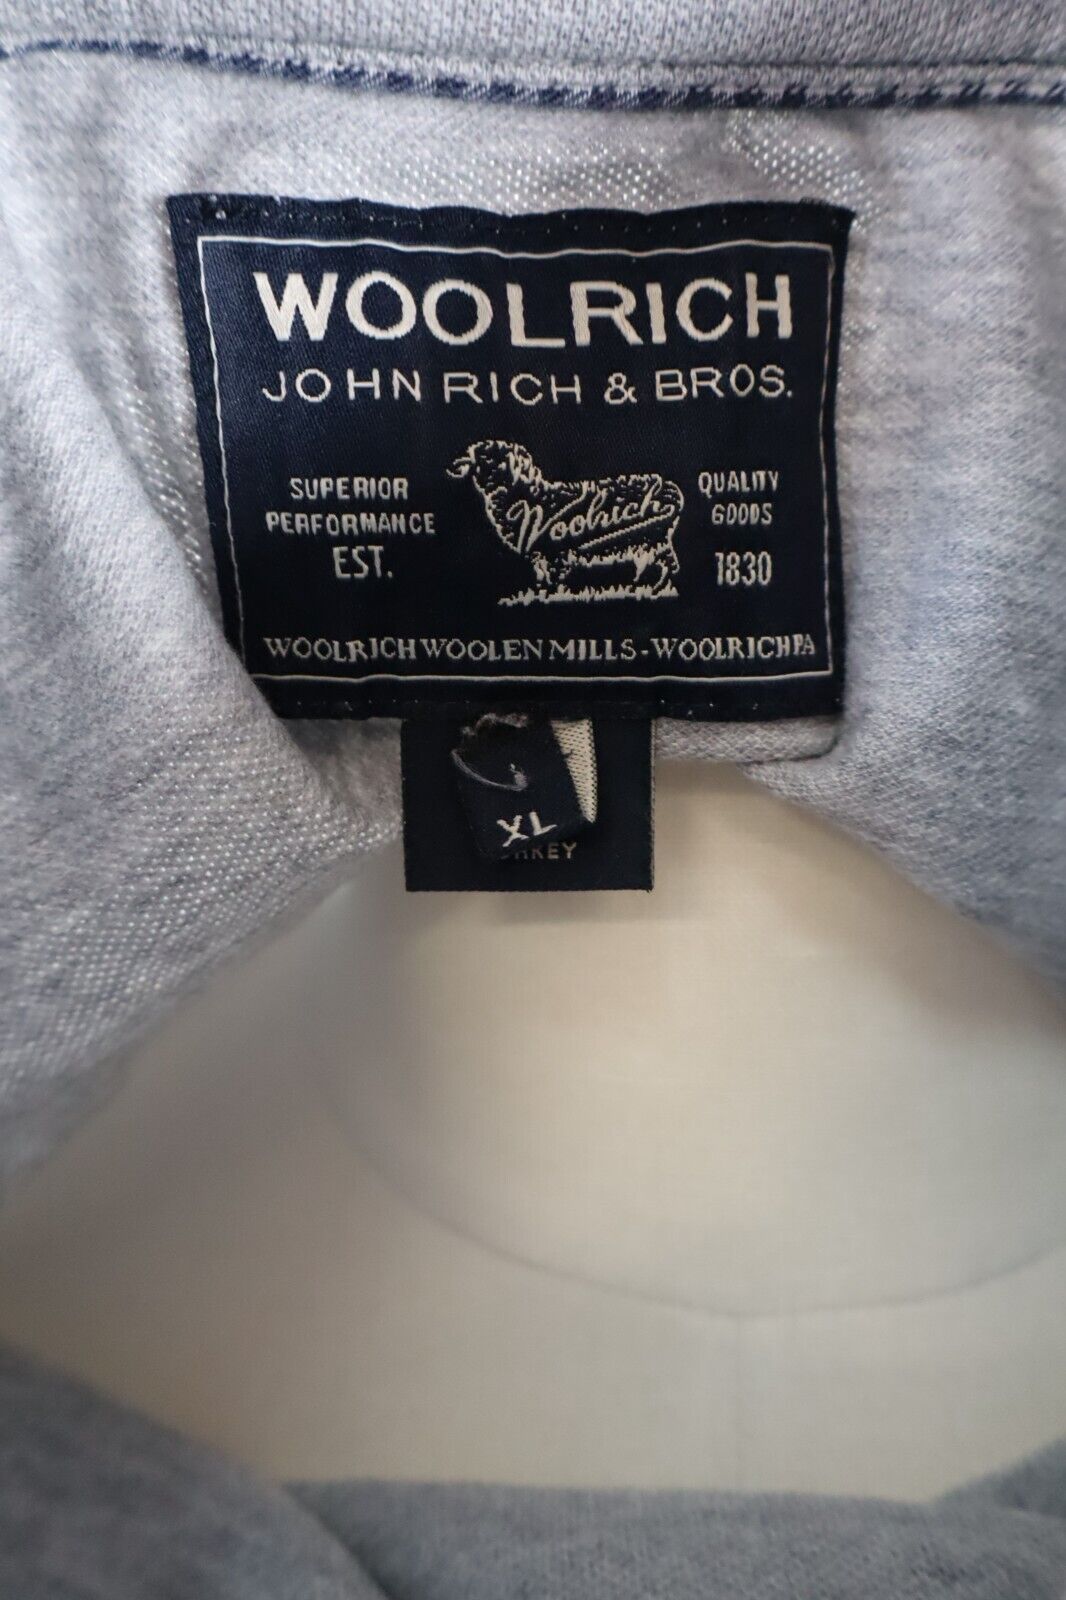 WOOLRICH
JOHN RICH & BROS.
SUPERIOR
PERFORMANCE
EST.
Woolrich
QUALITY
GOODS
1830
WOOLRICH WOOLEN MILLS - WOOLRICH PA
XL